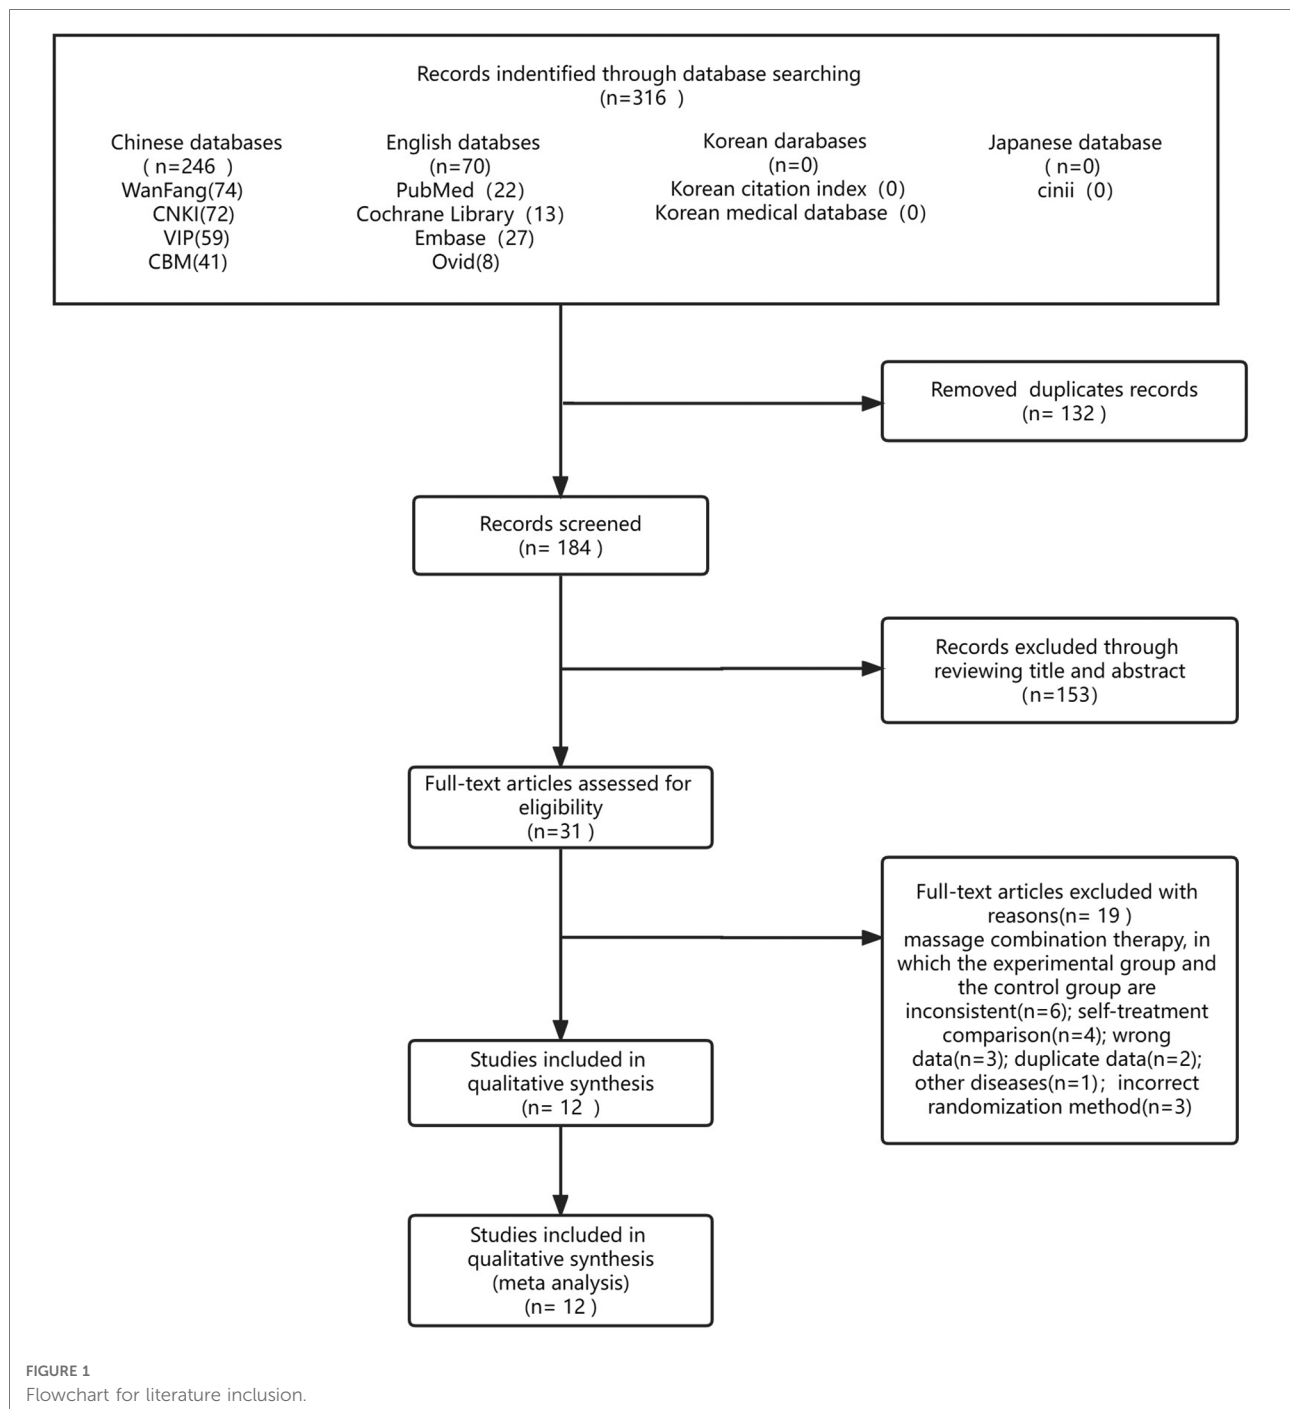 Records indentified through database searching
(n=316 )
Chinese databases
( n=246 )
WanFang(74)
CNKI(72)
VIP(59)
CBM(41)
English databses
(n=70)
PubMed (22)
Cochrane Library (13)
Embase (27)
Ovid(8)
Korean darabases
(n=0)
Korean citation index (0)
Korean medical database (0)
Japanese database
( n=0)
cinii (0)
Removed duplicates records
(n= 132 )
Records screened
(n= 184 )
Records excluded through
reviewing title and abstract
(n=153)
Full-text articles assessed for
eligibility
(n=31 )
Full-text articles excluded with
reasons(n= 19 )
massage combination therapy, in
which the experimental group and
the control group are
inconsistent(n=6); self-treatment
comparison(n=4); wrong
data(n=3); duplicate data(n=2);
other diseases(n=1); incorrect
randomization method(n=3)
Studies included in
qualitative synthesis
(n= 12 )
Studies included in
qualitative synthesis
(meta analysis)
(n= 12 )
FIGURE 1
Flowchart for literature inclusion.